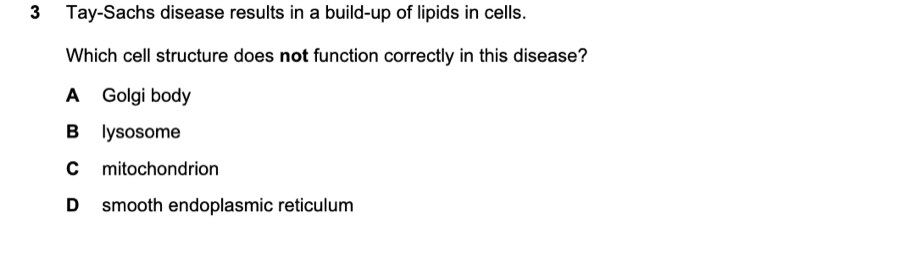 3 Tay-Sachs disease results in a build-up of lipids in cells.
Which cell structure does not function correctly in this disease?
A Golgi body
B lysosome
C mitochondrion
D smooth endoplasmic reticulum